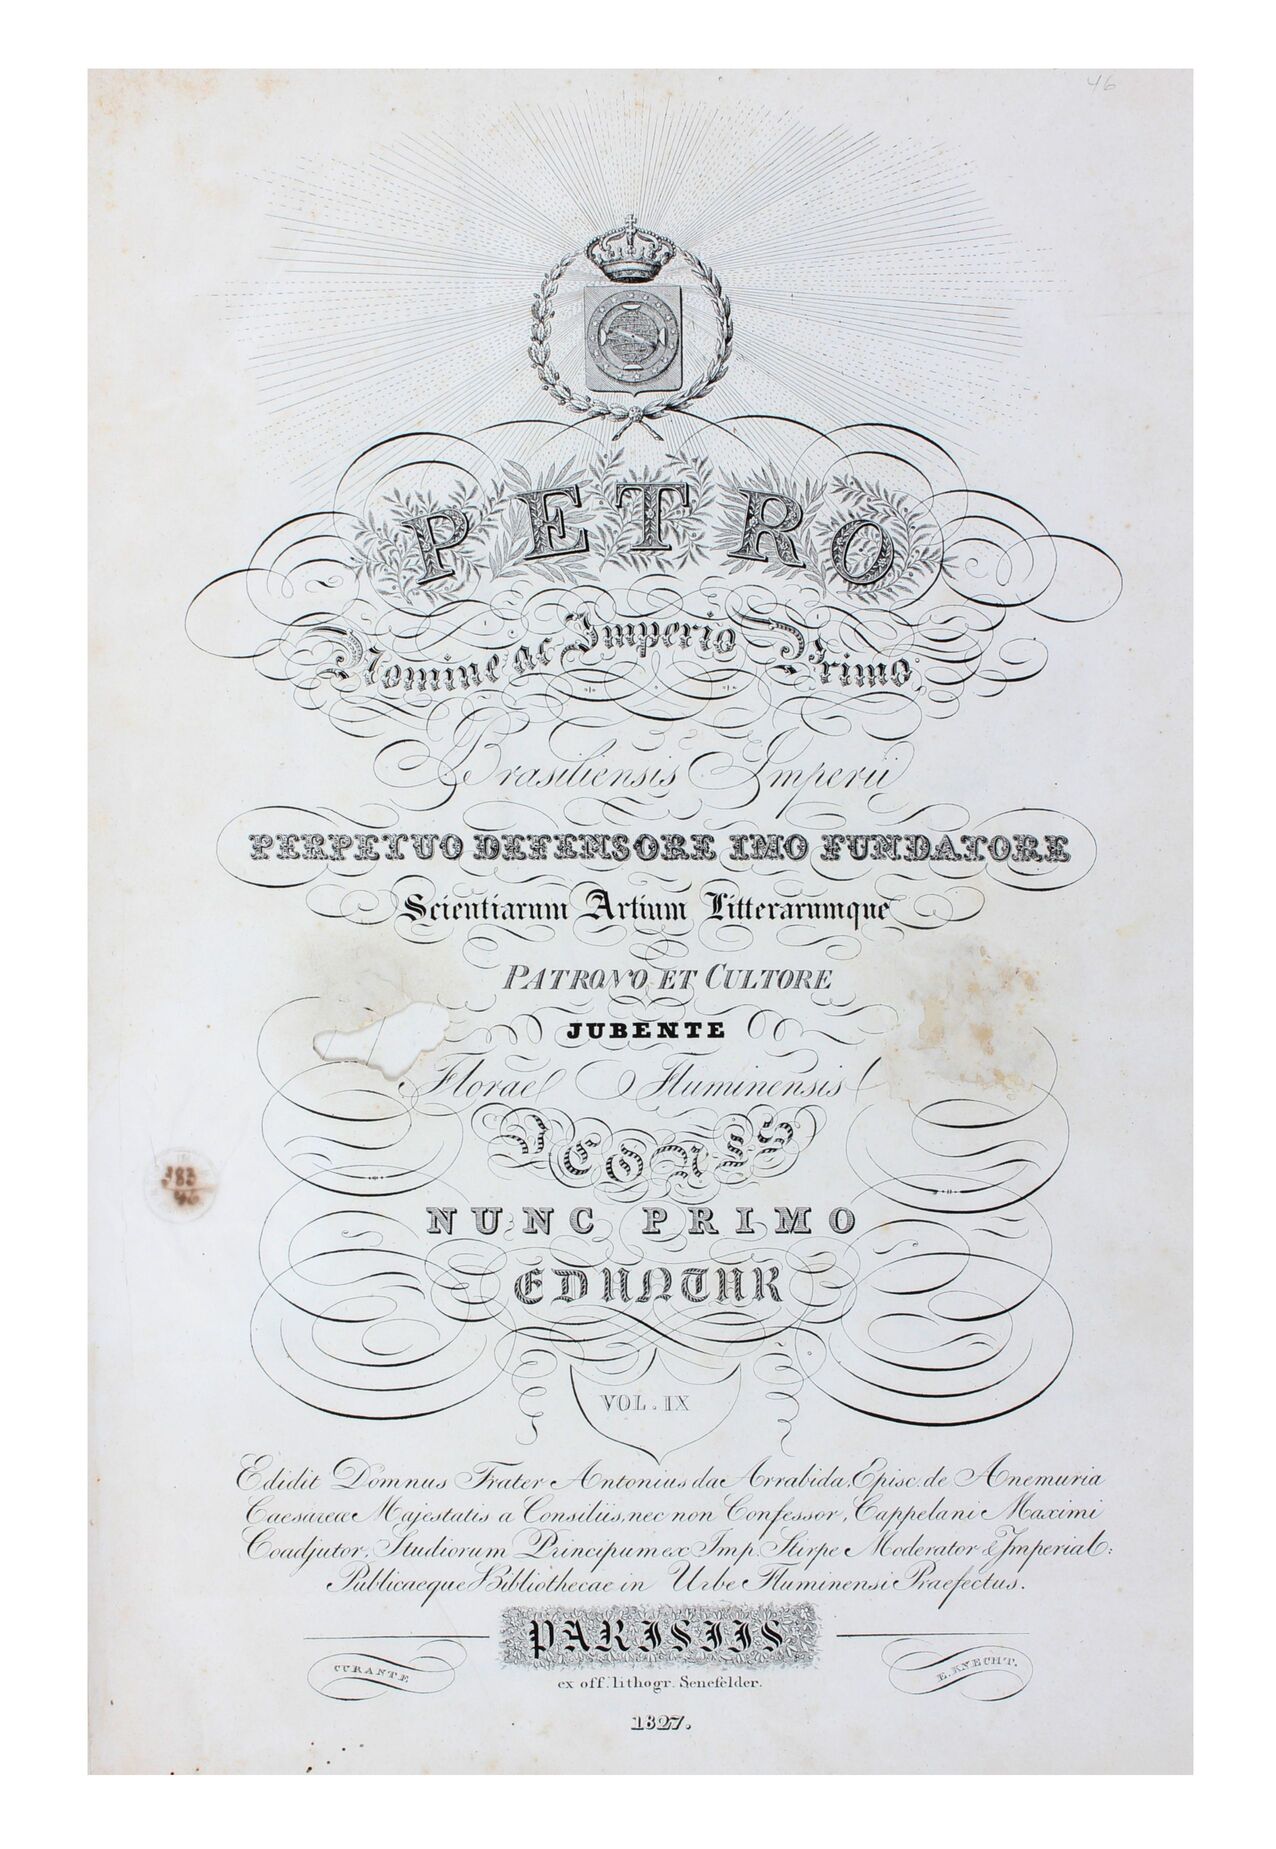 46
PETRO
Nomine ac Imperio Primo;
Brasiliensis Imperii
PERPETUO DEFENSORE IMO FUNDATORE
Scientiarum Artium Litterarumque
PATRONO ET CULTORE
JUBENTE
Florae Fluminensis
ICONES
383
46
NUNC PRIMO
EDUNTUR
VOL. IX
Edidit Domnus Frater Antonius da Arrabida, Episc. de Anemuria
Caesareae Majestatis a Consiliis, nec non Confessor, Cappelani Maximi
Coadjutor, Studiorum Principum ex Imp. Stirpe Moderator & Imperial:
Publicaeque Bibliothecae in Urbe Fluminensi Praefectus.
PARISIIS
CURANTE E. KNECHT.
ex off. lithogr. Senefelder.
1827.